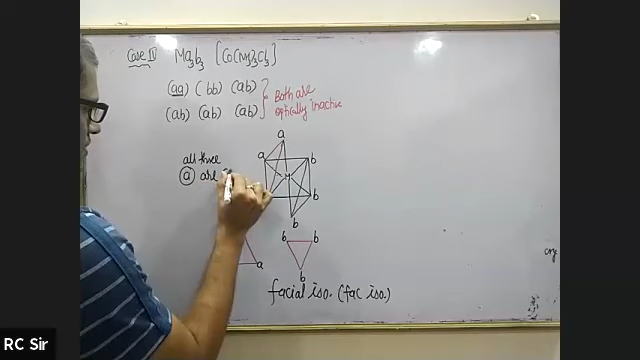 Case IV Ma3b3 [Co(NH3)3Cl3]
(aa) (bb) (ab)
(ab) (ab) (ab)
Both are
optically inactive
a
a b
all three
a are
M
b
b
b b
a
b
facial iso. (fac iso.)
RC Sir